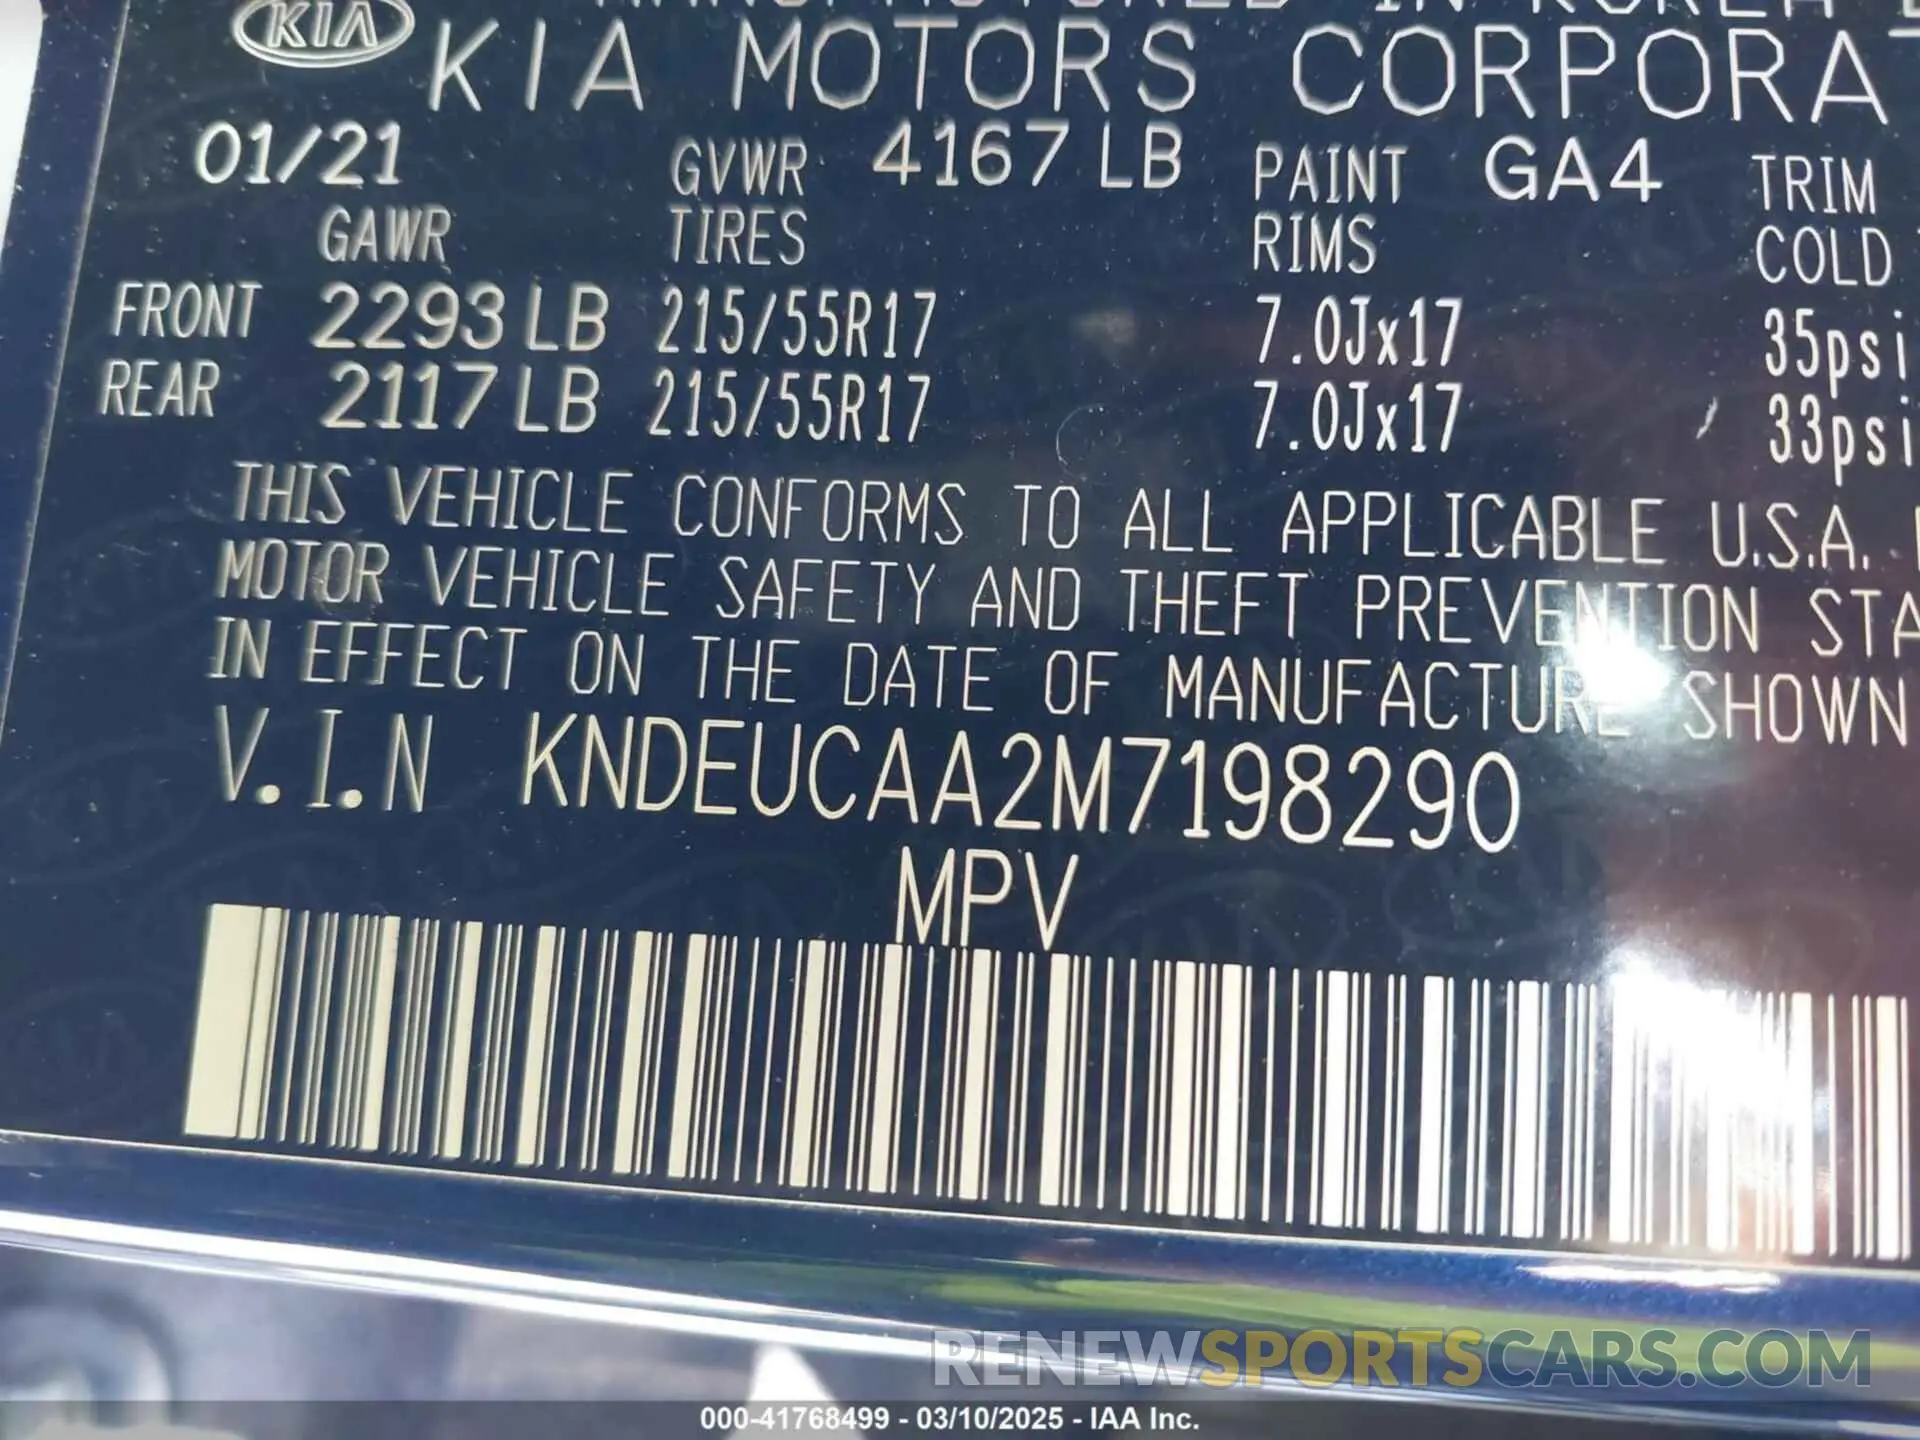 MANUFACTURED IN KOREA
KIA KIA MOTORS CORPORA
01/21 GVWR 4167 LB PAINT GA4 TRIM
GAWR TIRES RIMS COLD
FRONT 2293 LB 215/55R17 7.0Jx17 35psi
REAR 2117 LB 215/55R17 7.0Jx17 33psi
THIS VEHICLE CONFORMS TO ALL APPLICABLE U.S.A.
MOTOR VEHICLE SAFETY AND THEFT PREVENTION STA
IN EFFECT ON THE DATE OF MANUFACTURE SHOWN
V.I.N KNDEUCAA2M7198290
MPV
RENEWSPORTSCARS.COM
000-41768499 - 03/10/2025 - IAA Inc.